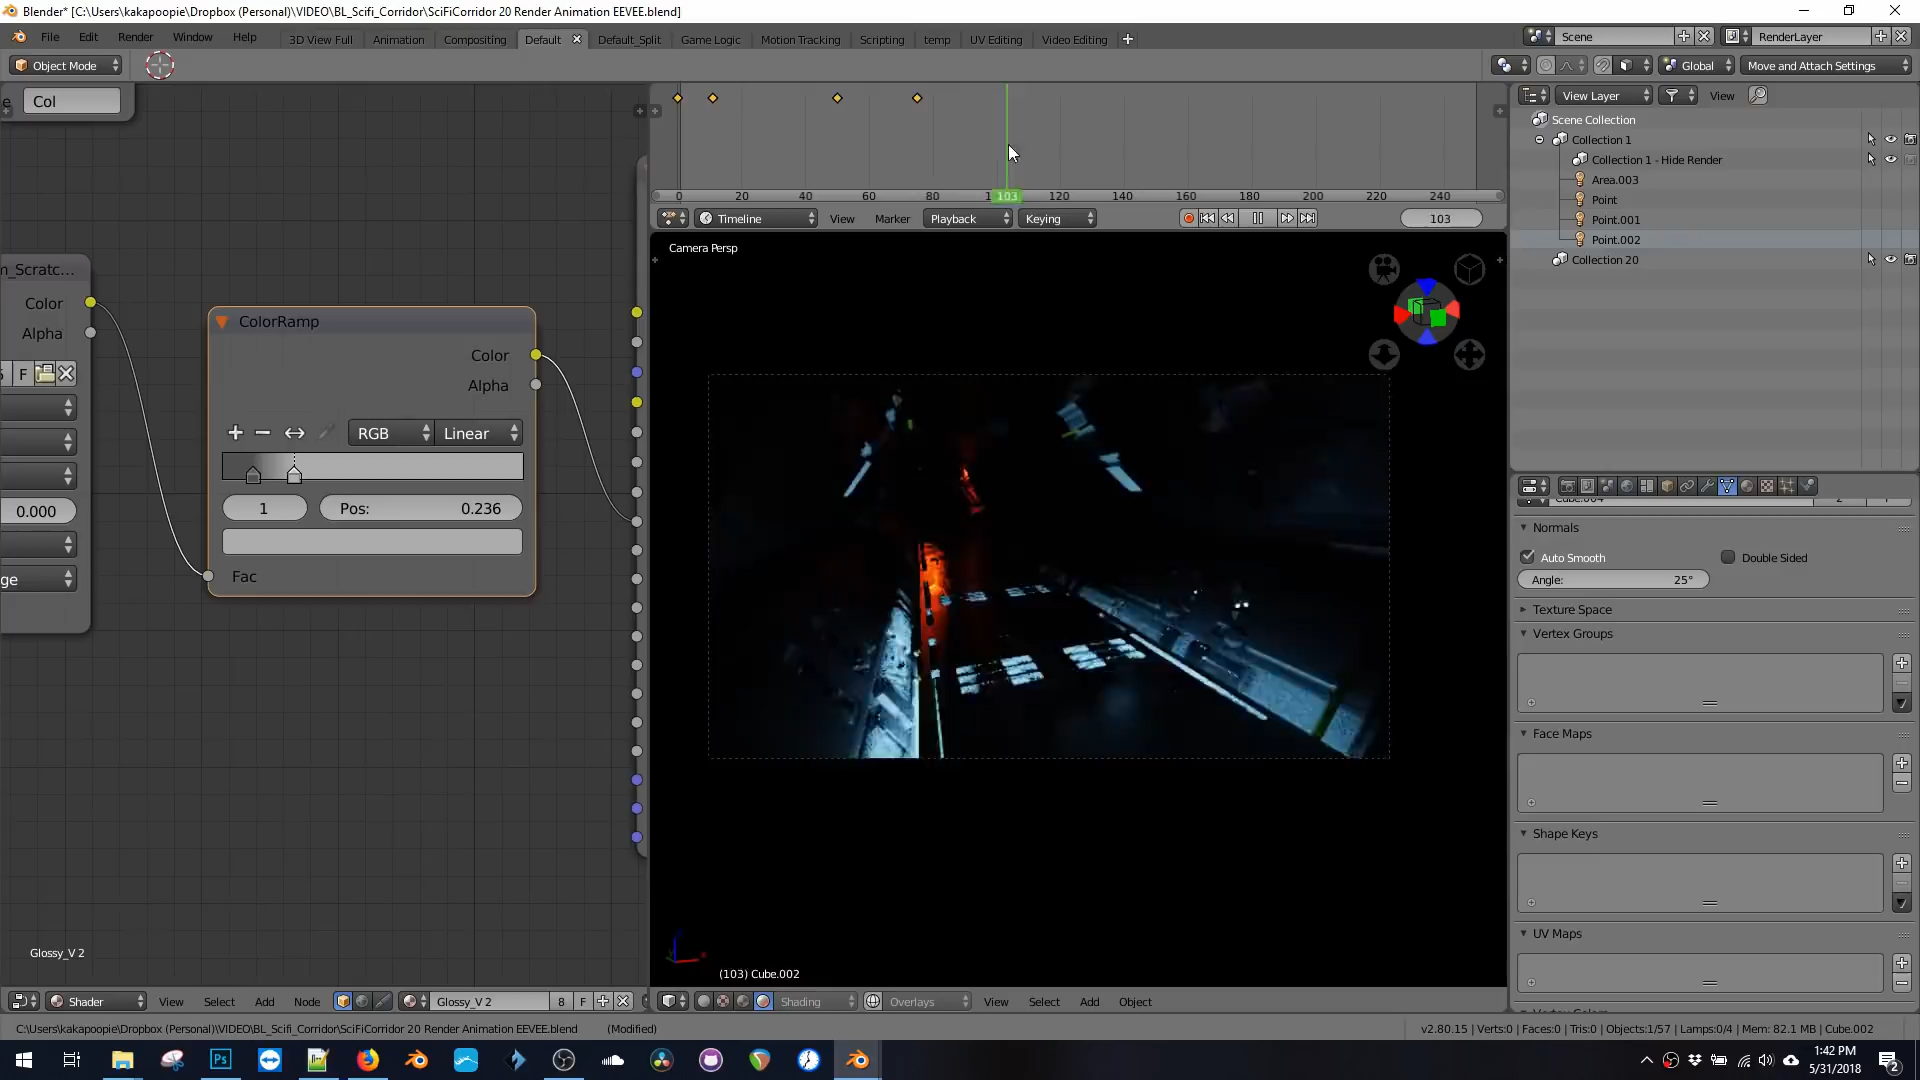 Blender* [C:\Users\kakapoopie\Dropbox (Personal)\VIDEO\BL_Scifi_Corridor\SciFiCorridor 20 Render Animation EEVEE.blend]
File Edit Render Window Help 3D View Full Animation Compositing Default Default_Split Game Logic Motion Tracking Scripting temp UV Editing Video Editing Scene RenderLayer
Object Mode Global Move and Attach Settings
e Col
View Layer View
Scene Collection
Collection 1
Collection 1 - Hide Render
Area.003
Point
Point.001
Point.002
Collection 20
0 20 40 60 80 1 103 120 140 160 180 200 220 240
Timeline View Marker Playback Keying 103
Camera Persp
n_Scratc...
Color
Alpha
F
0.000
ge
ColorRamp
Color
Alpha
RGB Linear
1 Pos: 0.236
Fac
Glossy_V 2
(103) Cube.002
Normals
Auto Smooth Double Sided
Angle: 25°
Texture Space
Vertex Groups
Face Maps
Shape Keys
UV Maps
Shader View Select Add Node Glossy_V 2 8 F
Shading Overlays View Select Add Object
C:\Users\kakapoopie\Dropbox (Personal)\VIDEO\BL_Scifi_Corridor\SciFiCorridor 20 Render Animation EEVEE.blend (Modified)
v2.80.15 | Verts:0 | Faces:0 | Tris:0 | Objects:1/57 | Lamps:0/4 | Mem: 82.1 MB | Cube.002
Ps
1:42 PM
5/31/2018
2